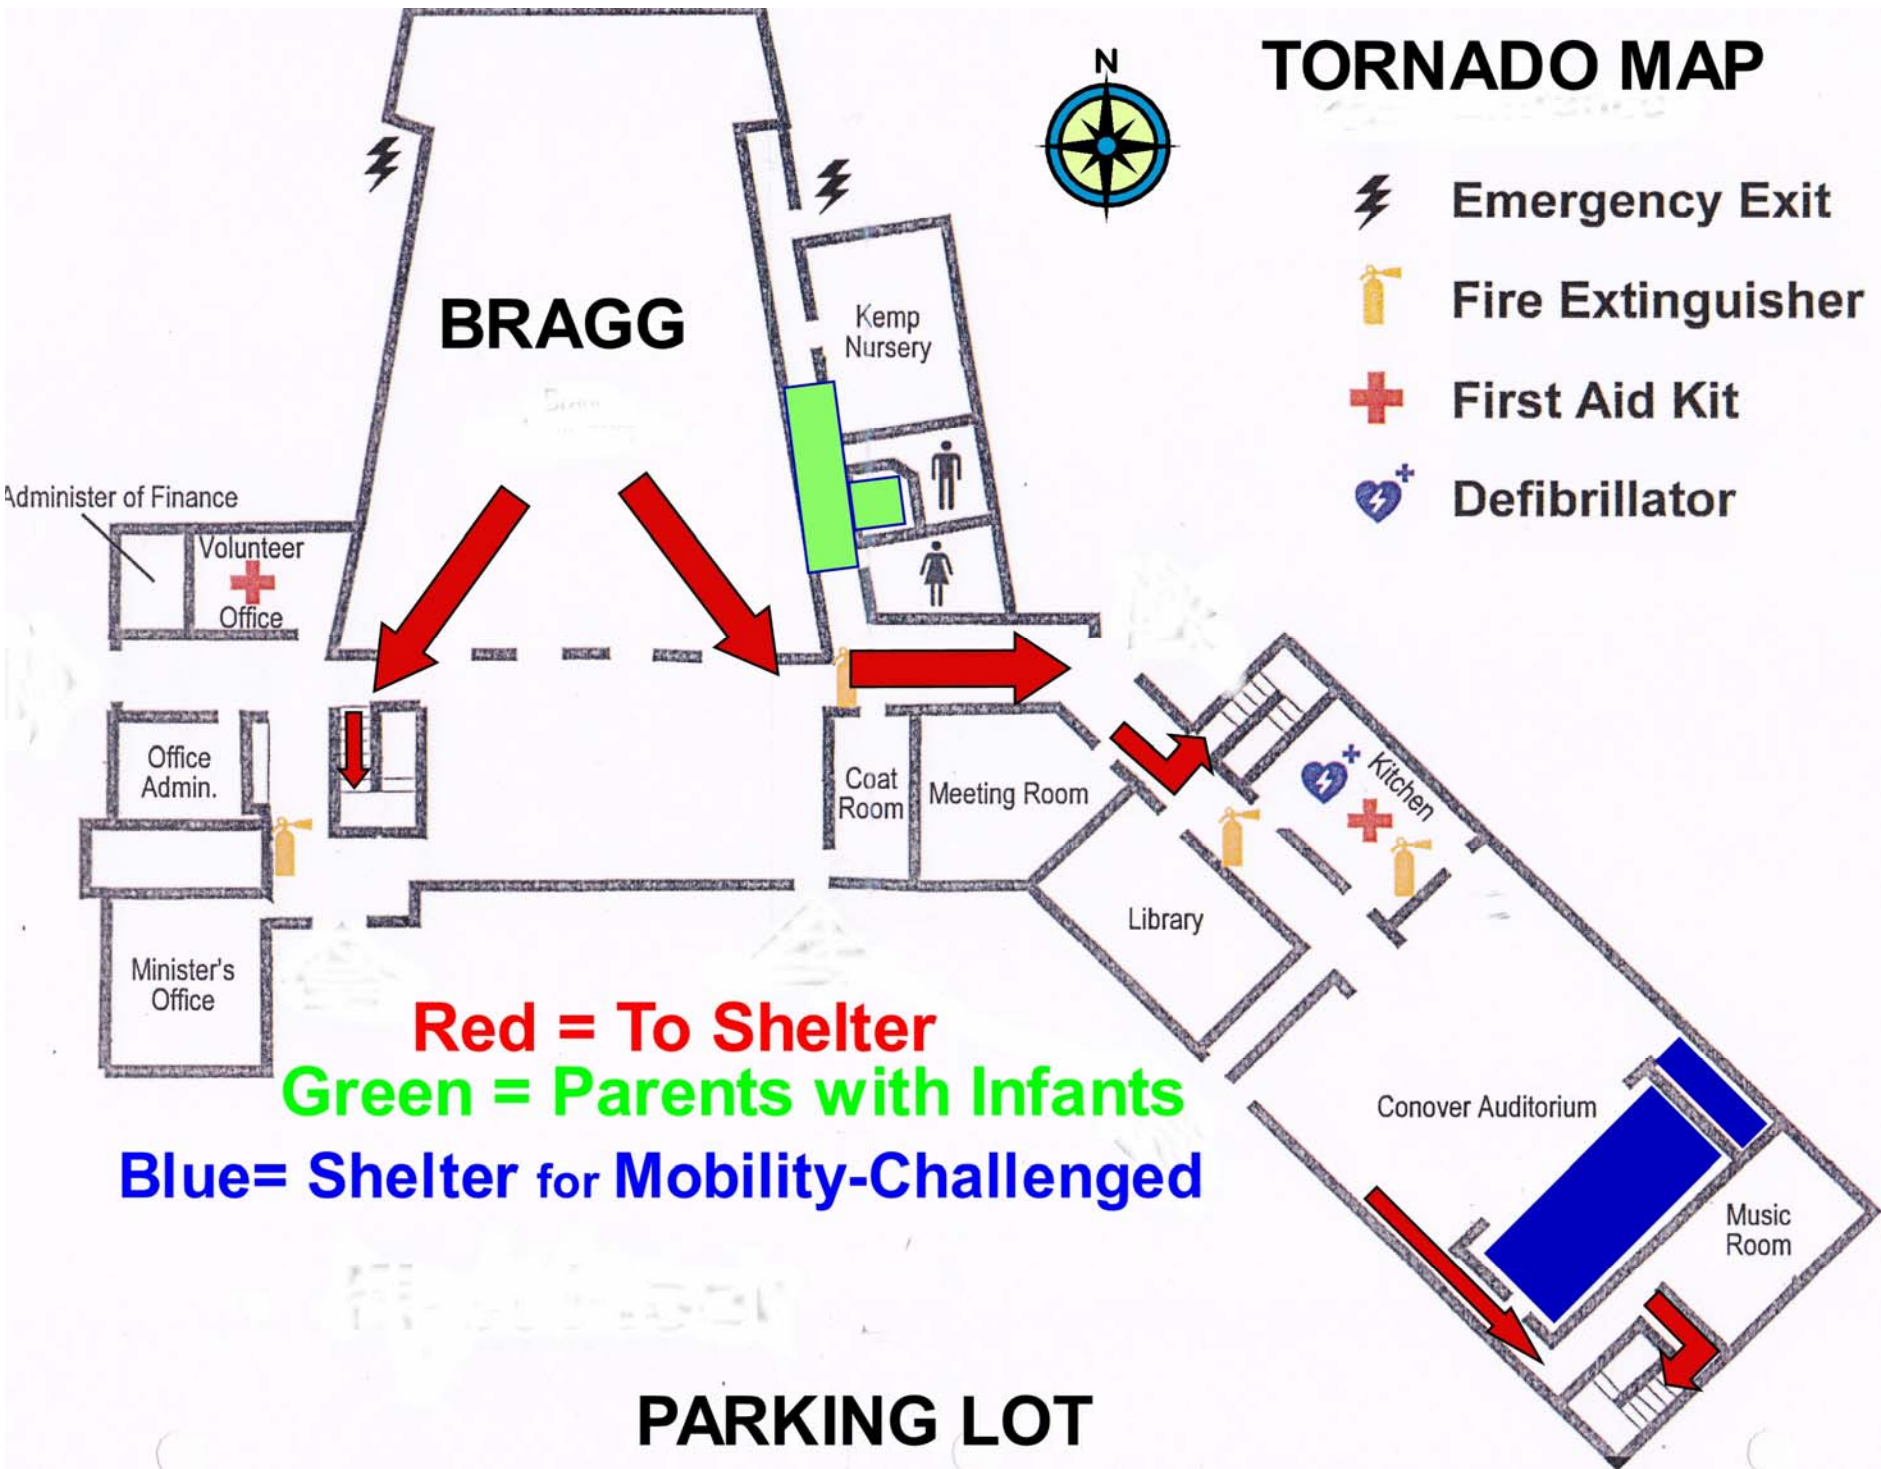 TORNADO MAP
N
Emergency Exit
Fire Extinguisher
First Aid Kit
Defibrillator
BRAGG
Kemp
Nursery
Administer of Finance
Volunteer
Office
Office
Admin.
Coat
Room
Meeting Room
Kitchen
Library
Minister's
Office
Conover Auditorium
Music
Room
Red = To Shelter
Green = Parents with Infants
Blue= Shelter for Mobility-Challenged
PARKING LOT